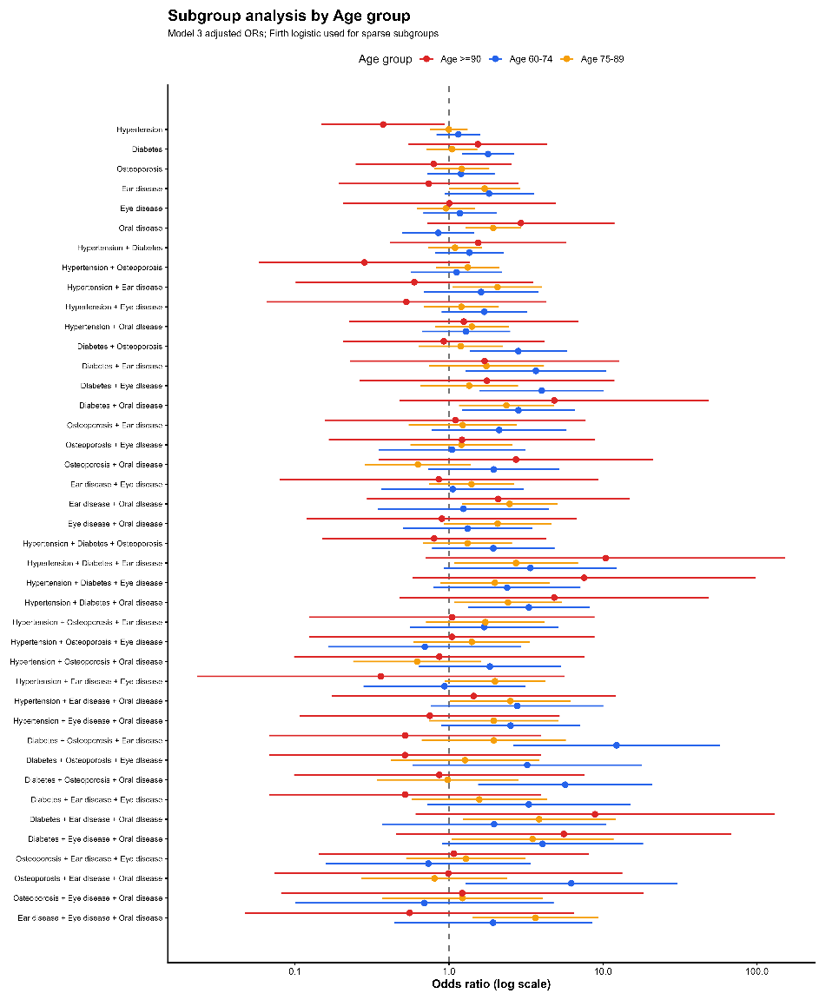 Subgroup analysis by Age group
Model 3 adjusted ORs; Firth logistic used for sparse subgroups
Age group Age >=90 Age 60-74 Age 75-89
Hypertension
Diabetes
Osteoporosis
Ear disease
Eye disease
Oral disease
Hypertension + Diabetes
Hypertension + Osteoporosis
Hypertension + Ear disease
Hypertension + Eye disease
Hypertension + Oral disease
Diabetes + Osteoporosis
Diabetes + Ear disease
Diabetes + Eye disease
Diabetes + Oral disease
Osteoporosis + Ear disease
Osteoporosis + Eye disease
Osteoporosis + Oral disease
Ear disease + Eye disease
Ear disease + Oral disease
Eye disease + Oral disease
Hypertension + Diabetes + Osteoporosis
Hypertension + Diabetes + Ear disease
Hypertension + Diabetes + Eye disease
Hypertension + Diabetes + Oral disease
Hypertension + Osteoporosis + Ear disease
Hypertension + Osteoporosis + Eye disease
Hypertension + Osteoporosis + Oral disease
Hypertension + Ear disease + Eye disease
Hypertension + Ear disease + Oral disease
Hypertension + Eye disease + Oral disease
Diabetes + Osteoporosis + Ear disease
Diabetes + Osteoporosis + Eye disease
Diabetes + Osteoporosis + Oral disease
Diabetes + Ear disease + Eye disease
Diabetes + Ear disease + Oral disease
Diabetes + Eye disease + Oral disease
Osteoporosis + Ear disease + Eye disease
Osteoporosis + Ear disease + Oral disease
Osteoporosis + Eye disease + Oral disease
Ear disease + Eye disease + Oral disease
0.1 1.0 10.0 100.0
Odds ratio (log scale)